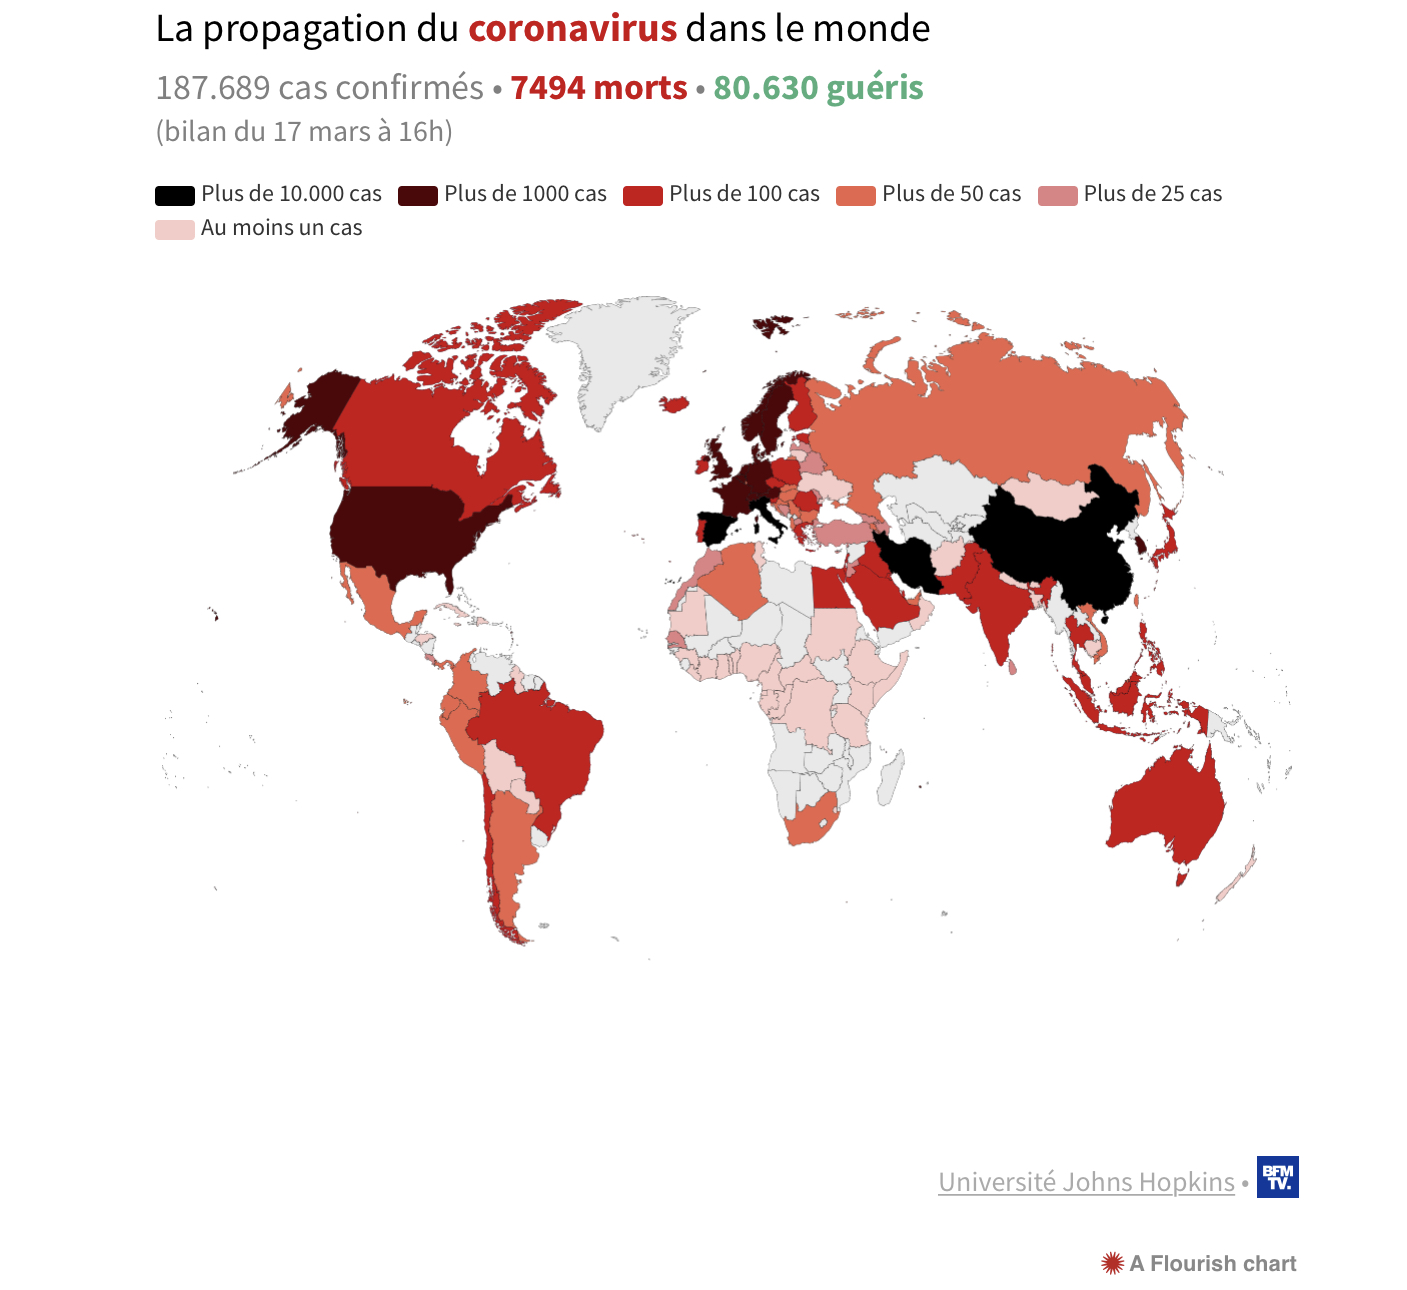 La propagation du coronavirus dans le monde
187.689 cas confirmés • 7494 morts • 80.630 guéris
(bilan du 17 mars à 16h)
Plus de 10.000 cas Plus de 1000 cas Plus de 100 cas Plus de 50 cas Plus de 25 cas
Au moins un cas
Université Johns Hopkins • BFM
TV.
A Flourish chart